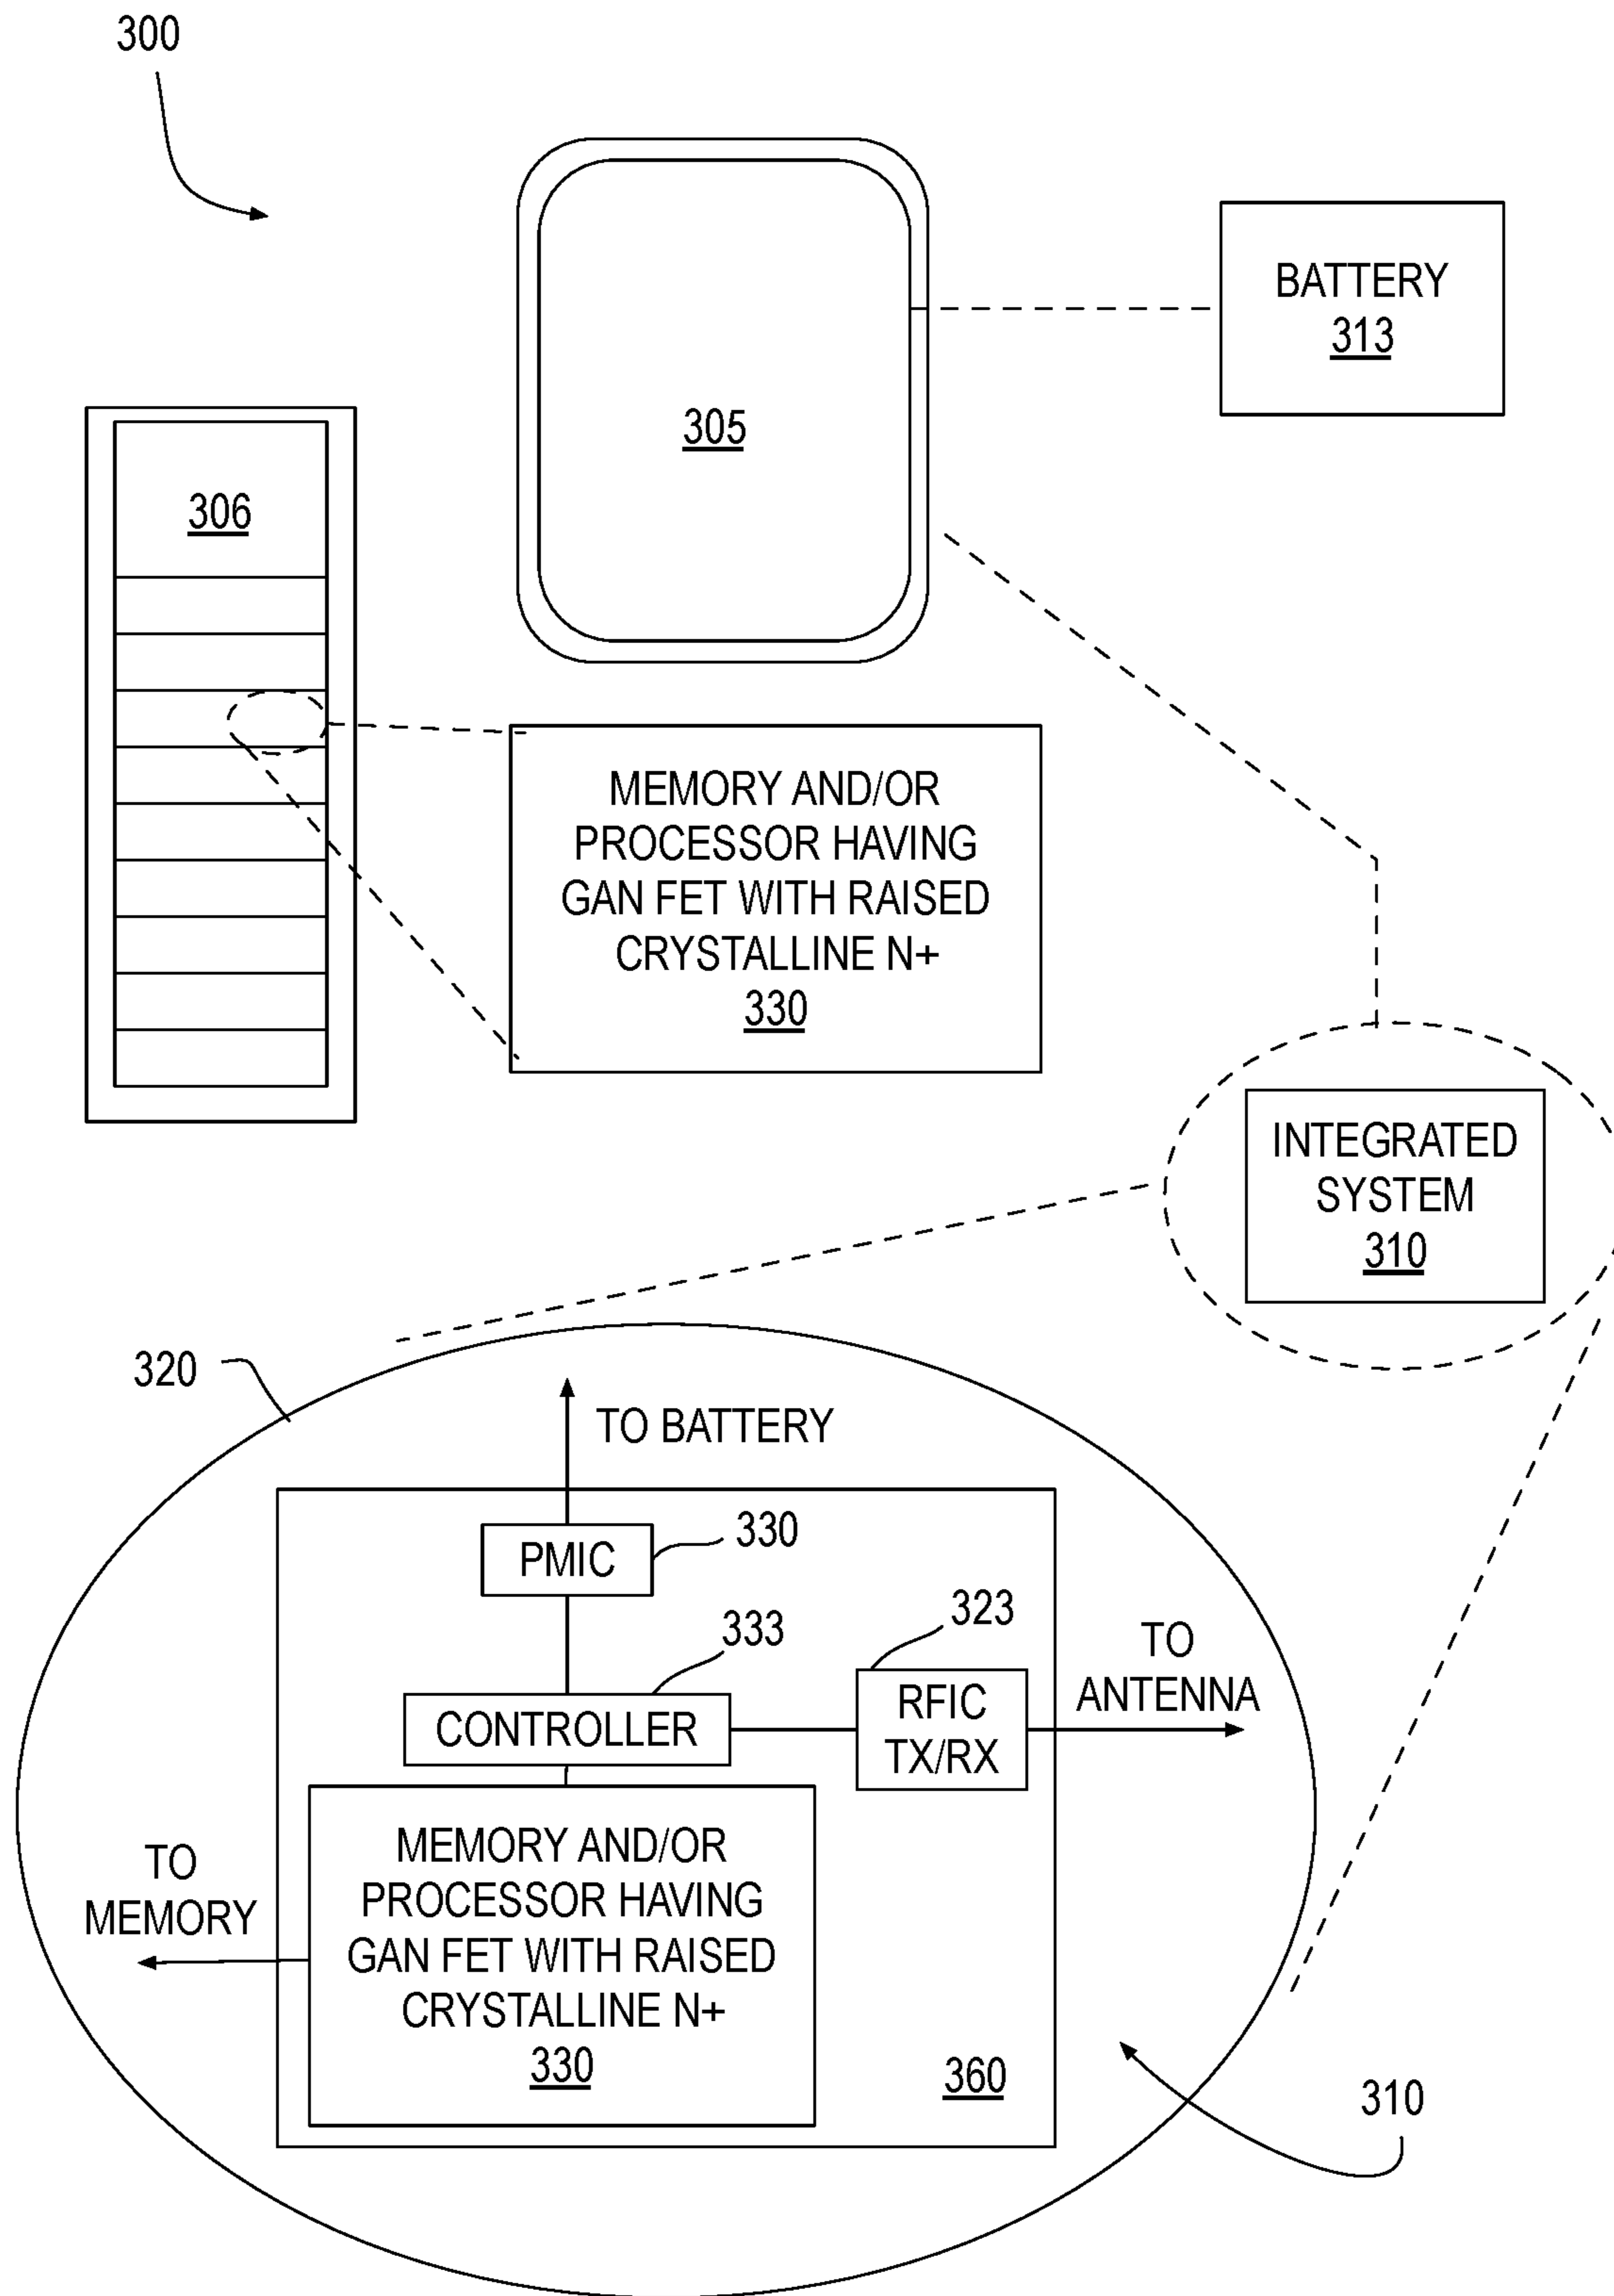 300
BATTERY
313
305
306
MEMORY AND/OR
PROCESSOR HAVING
GAN FET WITH RAISED
CRYSTALLINE N+
330
INTEGRATED
SYSTEM
310
320
TO BATTERY
PMIC
330
323
333
TO
ANTENNA
RFIC
TX/RX
CONTROLLER
MEMORY AND/OR
PROCESSOR HAVING
GAN FET WITH RAISED
CRYSTALLINE N+
330
TO
MEMORY
360
310